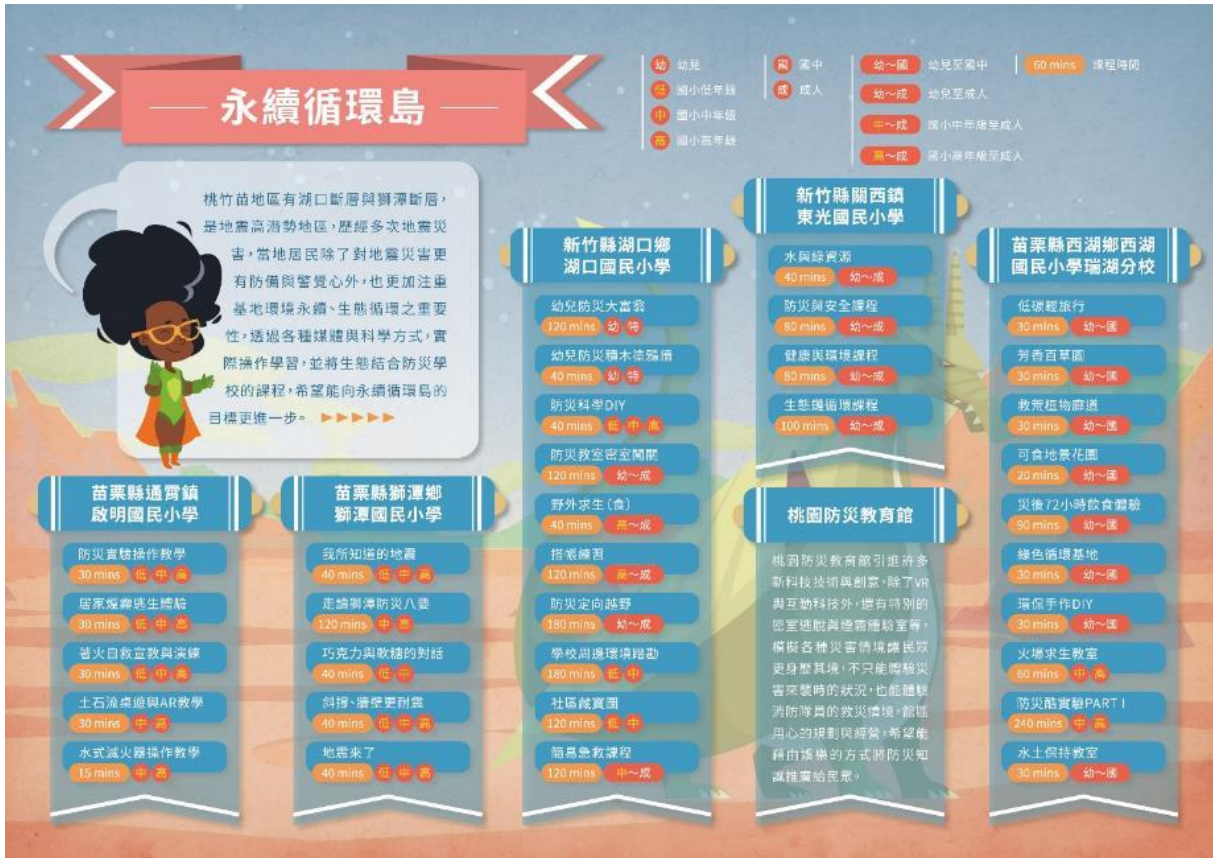 永續循環島
幼 幼兒
低 國小低年級
中 國小中年級
高 國小高年級
國 國中
成 成人
幼～國 幼兒至國中
幼～成 幼兒至成人
中～成 國小中年級至成人
高～成 國小高年級至成人
60 mins 課程時間
桃竹苗地區有湖口斷層與獅潭斷層，
是地震高潛勢地區，歷經多次地震災
害，當地居民除了對地震災害更
有防備與警覺心外，也更加注重
基地環境永續、生態循環之重要
性，透過各種媒體與科學方式，實
際操作學習，並將生態結合防災學
校的課程，希望能向永續循環島的
目標更進一步。
苗栗縣通霄鎮
啟明國民小學
防災實驗操作教學
30 mins 低 中 高
居家煙霧逃生體驗
30 mins 低 中 高
著火自救宣教與演練
30 mins 低 中 高
土石流桌遊與AR教學
30 mins 中 高
水式滅火器操作教學
15 mins 中 高
苗栗縣獅潭鄉
獅潭國民小學
我所知道的地震
40 mins 低 中 高
走讀獅潭防災八要
120 mins 中 高
巧克力與軟糖的對話
40 mins 低 中
斜撐、牆壁更耐震
40 mins 低 中 高
地震來了
40 mins 低 中 高
新竹縣湖口鄉
湖口國民小學
幼兒防災大富翁
120 mins 幼 特
幼兒防災積木塗鴉牆
40 mins 幼 特
防災科學DIY
40 mins 低 中 高
防災教室密室闖關
120 mins 幼～成
野外求生（食）
40 mins 高～成
搭帳練習
120 mins 高～成
防災定向越野
180 mins 幼～成
學校周邊環境踏勘
180 mins 低 中
社區藏寶圖
120 mins 低 中
簡易急救課程
120 mins 中～成
新竹縣關西鎮
東光國民小學
水與綠資源
40 mins 幼～成
防災與安全課程
80 mins 幼～成
健康與環境課程
80 mins 幼～成
生態鏈循環課程
100 mins 幼～成
桃園防災教育館
桃園防災教育館引進許多
新科技技術與創意，除了VR
與互動科技外，還有特別的
密室逃脫與煙霧體驗室等，
模擬各種災害情境讓民眾
更身歷其境，不只能體驗災
害來襲時的狀況，也能體驗
消防隊員的救災情境，館區
用心的規劃與經營，希望能
藉由娛樂的方式將防災知
識推廣給民眾。
苗栗縣西湖鄉西湖
國民小學瑞湖分校
低碳輕旅行
30 mins 幼～國
芳香百草園
30 mins 幼～國
救荒植物廊道
30 mins 幼～國
可食地景花園
20 mins 幼～國
災後72小時飲食體驗
90 mins 幼～國
綠色循環基地
30 mins 幼～國
環保手作DIY
30 mins 幼～國
火場求生教室
60 mins 中 高
防災酷實驗PART I
240 mins 中 高
水土保持教室
30 mins 幼～國